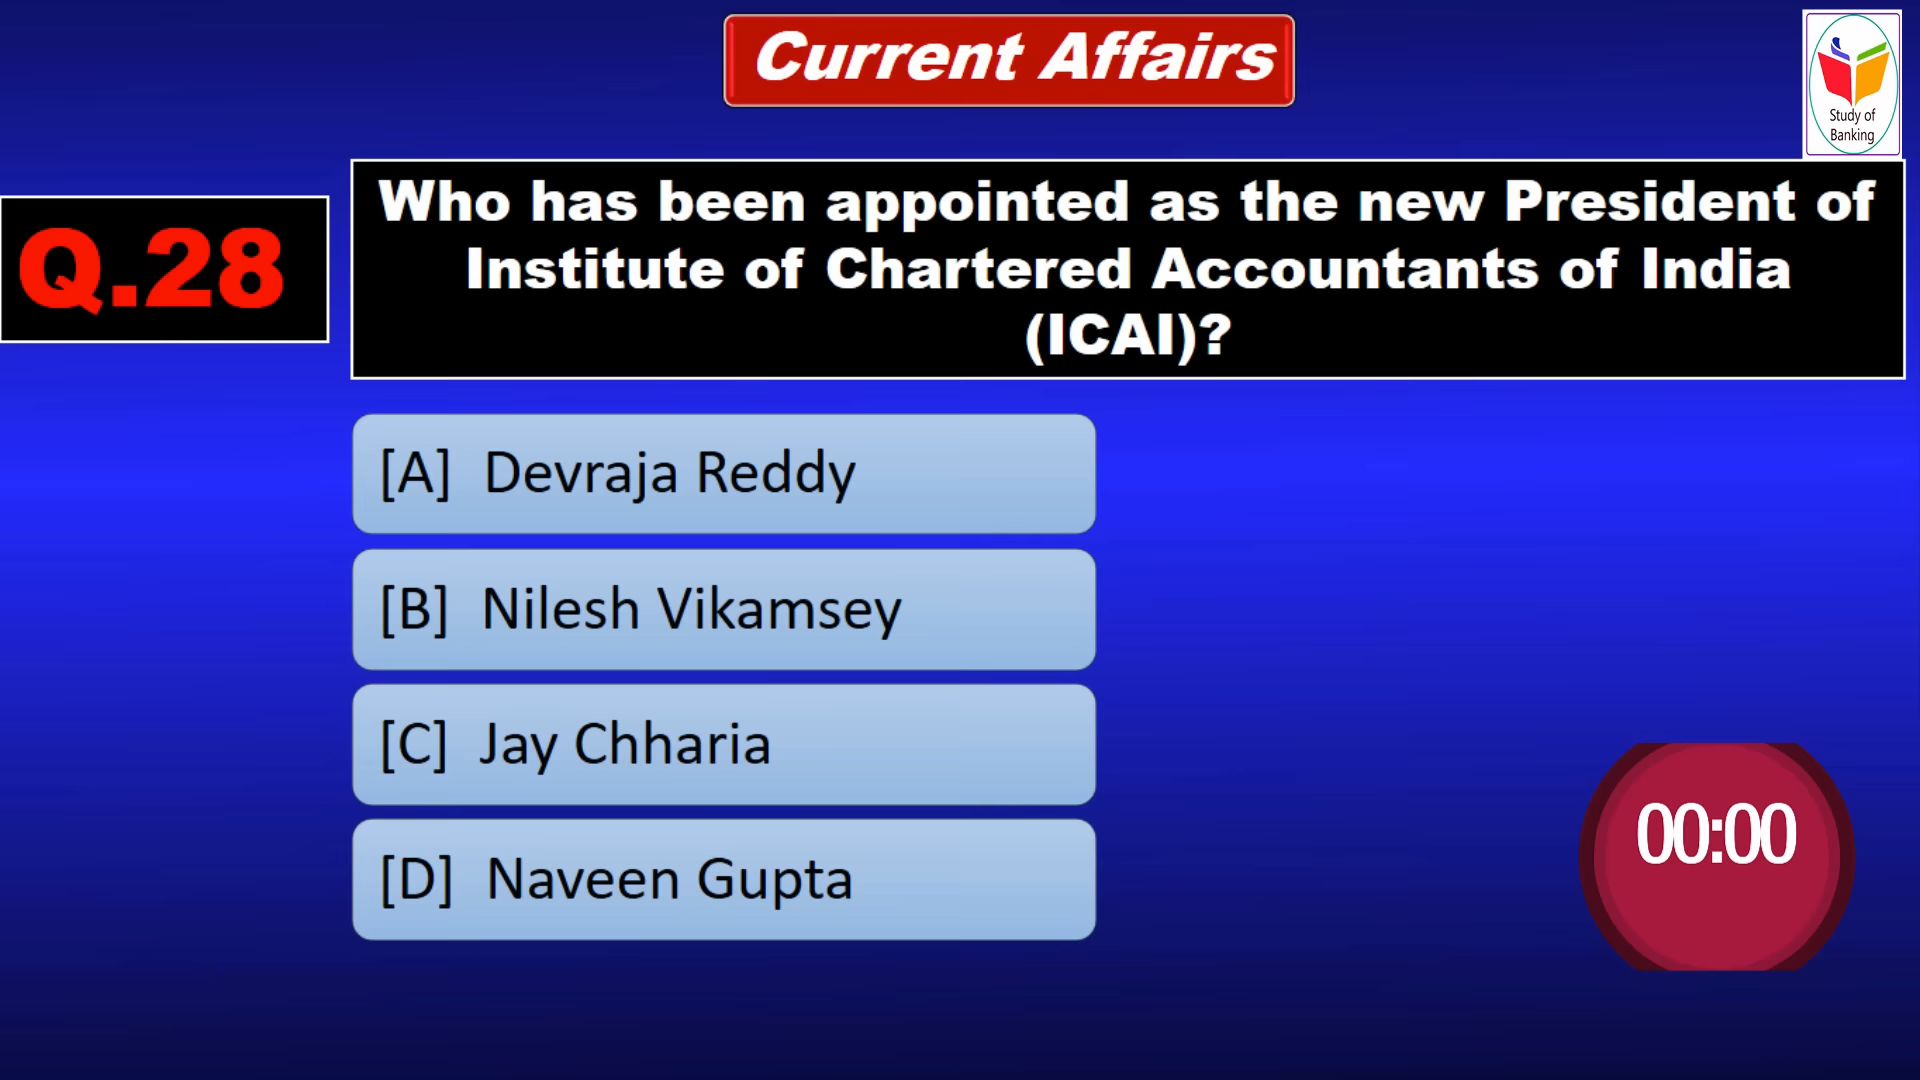 Current Affairs
Study of
Banking
Q.28
Who has been appointed as the new President of
Institute of Chartered Accountants of India
(ICAI)?
[A] Devraja Reddy
[B] Nilesh Vikamsey
[C] Jay Chharia
[D] Naveen Gupta
00:00